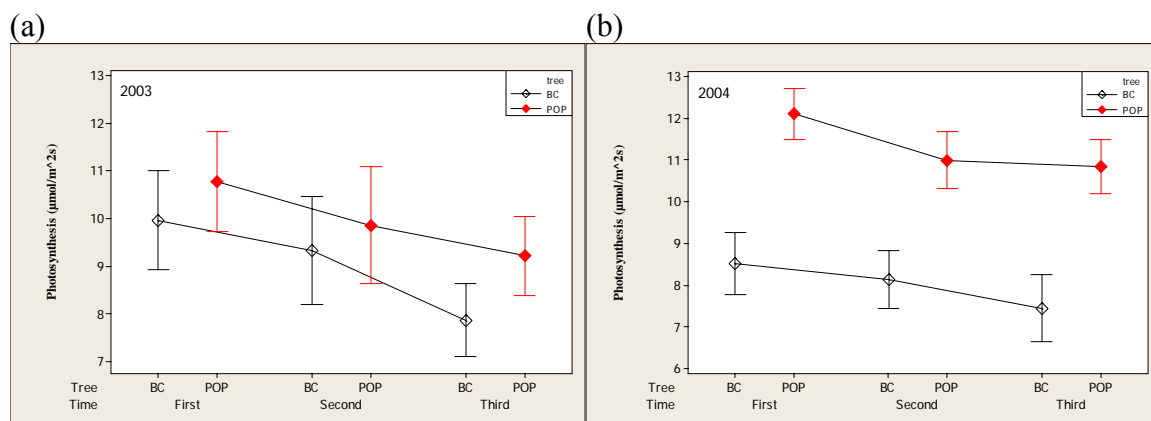 (a)
2003
tree
BC
POP
Photosynthesis (µmol/m^2s)
13
12
11
10
9
8
7
Tree BC POP BC POP BC POP
Time First Second Third
(b)
2004
tree
BC
POP
Photosynthesis (µmol/m^2s)
13
12
11
10
9
8
7
6
Tree BC POP BC POP BC POP
Time First Second Third